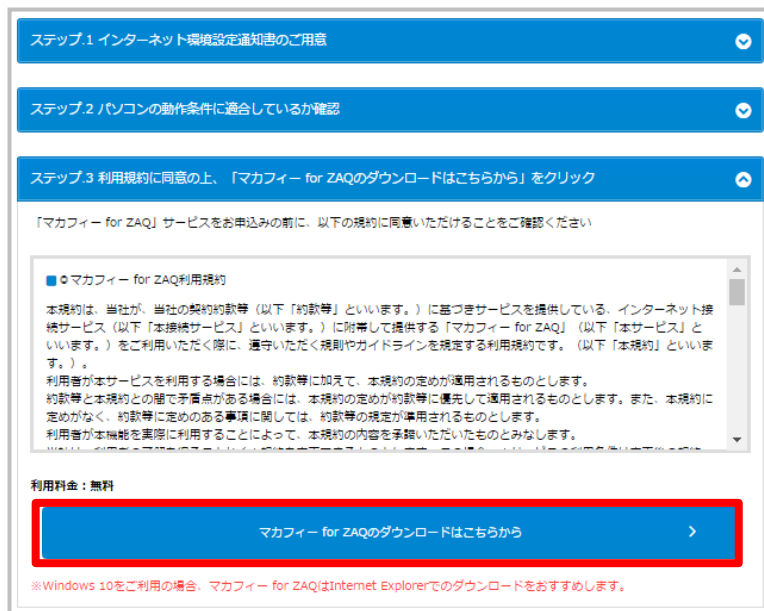 ステップ.1 インターネット環境設定通知書のご用意
ステップ.2 パソコンの動作条件に適合しているか確認
ステップ.3 利用規約に同意の上、「マカフィー for ZAQのダウンロードはこちらから」をクリック
「マカフィー for ZAQ」サービスをお申込みの前に、以下の規約に同意いただけることをご確認ください
マカフィー for ZAQ利用規約
本規約は、当社が、当社の契約約款等（以下「約款等」といいます。）に基づきサービスを提供している、インターネット接
続サービス（以下「本接続サービス」といいます。）に附帯して提供する「マカフィー for ZAQ」（以下「本サービス」と
いいます。）をご利用いただく際に、遵守いただく規則やガイドラインを規定する利用規約です。（以下「本規約」といいま
す。）。
利用者が本サービスを利用する場合には、約款等に加えて、本規約の定めが適用されるものとします。
約款等と本規約との間で矛盾点がある場合には、本規約の定めが約款等に優先して適用されるものとします。また、本規約に
定めがなく、約款等に定めのある事項に関しては、約款等の規定が準用されるものとします。
利用者が本機能を実際に利用することによって、本規約の内容を承諾いただいたものとみなします。
利用料金：無料
マカフィー for ZAQのダウンロードはこちらから
※Windows 10をご利用の場合、マカフィー for ZAQはInternet Explorerでのダウンロードをおすすめします。